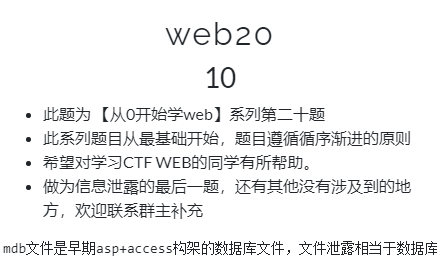 web20
10
此题为 【从0开始学web】系列第二十题
此系列题目从最基础开始，题目遵循循序渐进的原则
希望对学习CTF WEB的同学有所帮助。
做为信息泄露的最后一题，还有其他没有涉及到的地
方，欢迎联系群主补充
mdb文件是早期asp+access构架的数据库文件，文件泄露相当于数据库